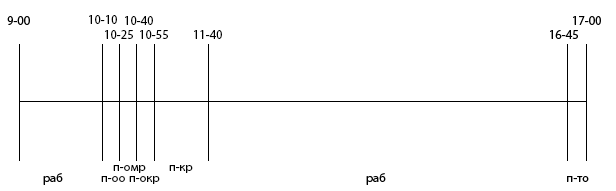 9-00 10-10 10-40 17-00
10-25 10-55 11-40 16-45
п-омр п-кр
раб п-оо п-окр раб п-то